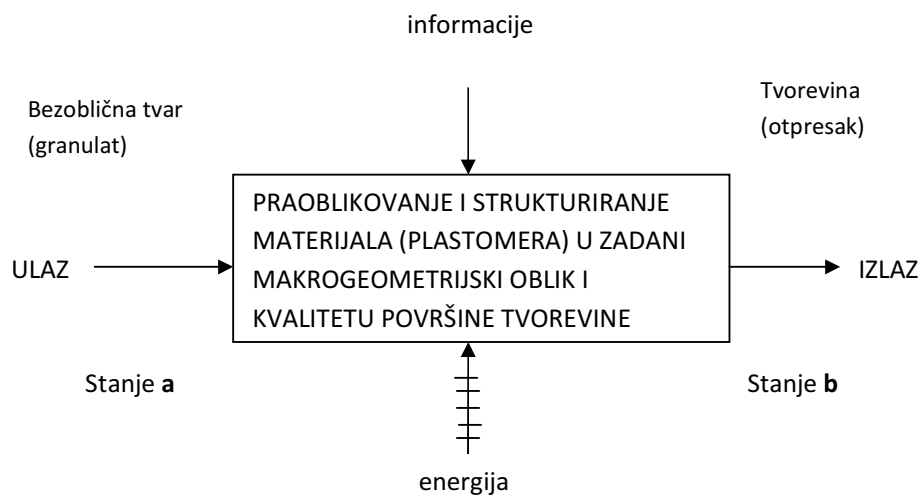 informacije
Bezoblična tvar
(granulat)
Tvorevina
(otpresak)
PRAOBLIKOVANJE I STRUKTURIRANJE
MATERIJALA (PLASTOMERA) U ZADANI
MAKROGEOMETRIJSKI OBLIK I
KVALITETU POVRŠINE TVOREVINE
ULAZ
IZLAZ
Stanje a
Stanje b
energija